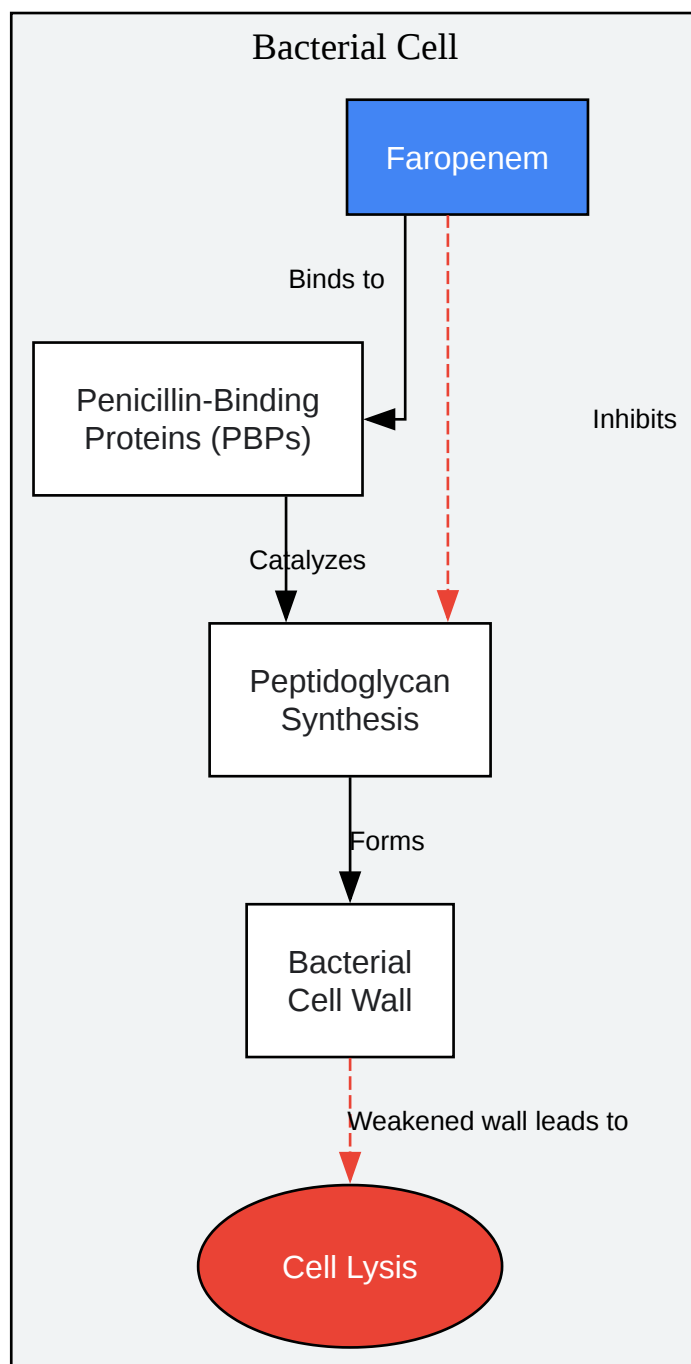 Bacterial Cell
Faropenem
Binds to
Penicillin-Binding
Proteins (PBPs)
Inhibits
Catalyzes
Peptidoglycan
Synthesis
Forms
Bacterial
Cell Wall
Weakened wall leads to
Cell Lysis